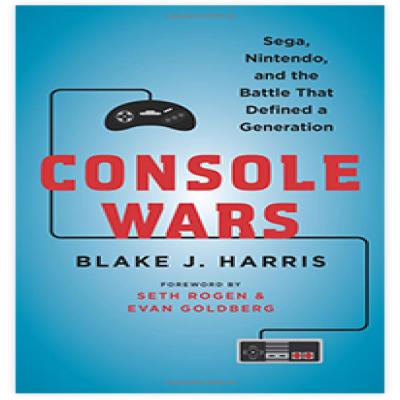 Sega,
Nintendo,
and the
Battle That
Defined a
Generation
CONSOLE
WARS
BLAKE J. HARRIS
FOREWORD BY
SETH ROGEN &
EVAN GOLDBERG